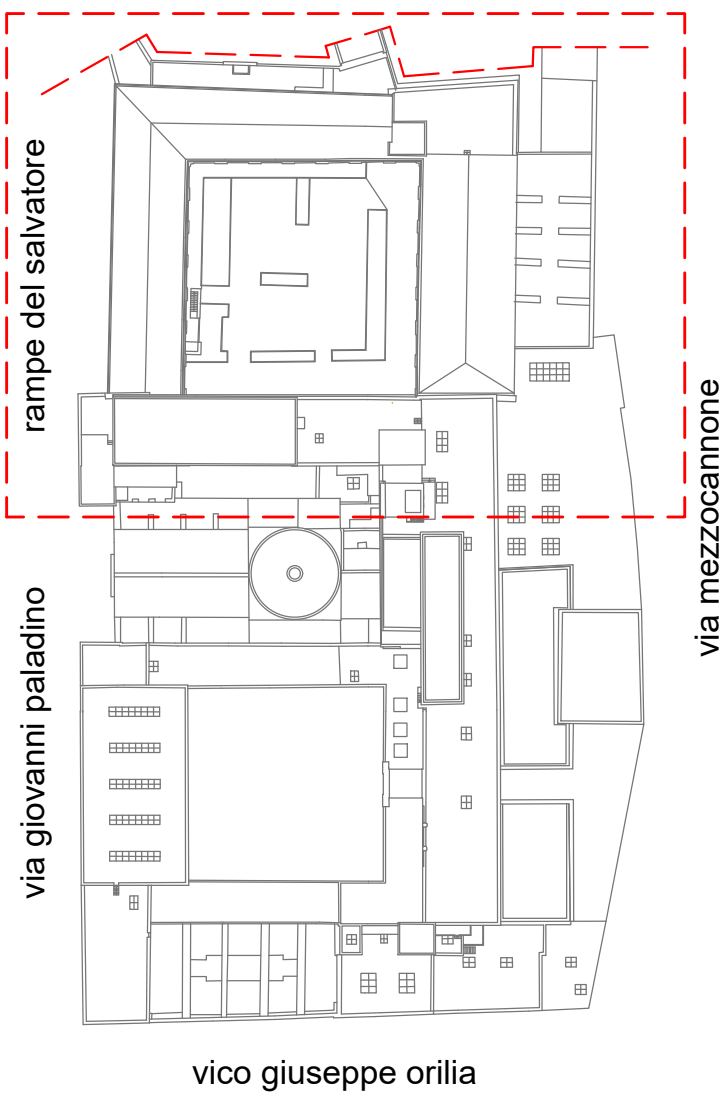 rampe del salvatore
via mezzocannone
via giovanni paladino
vico giuseppe orilia